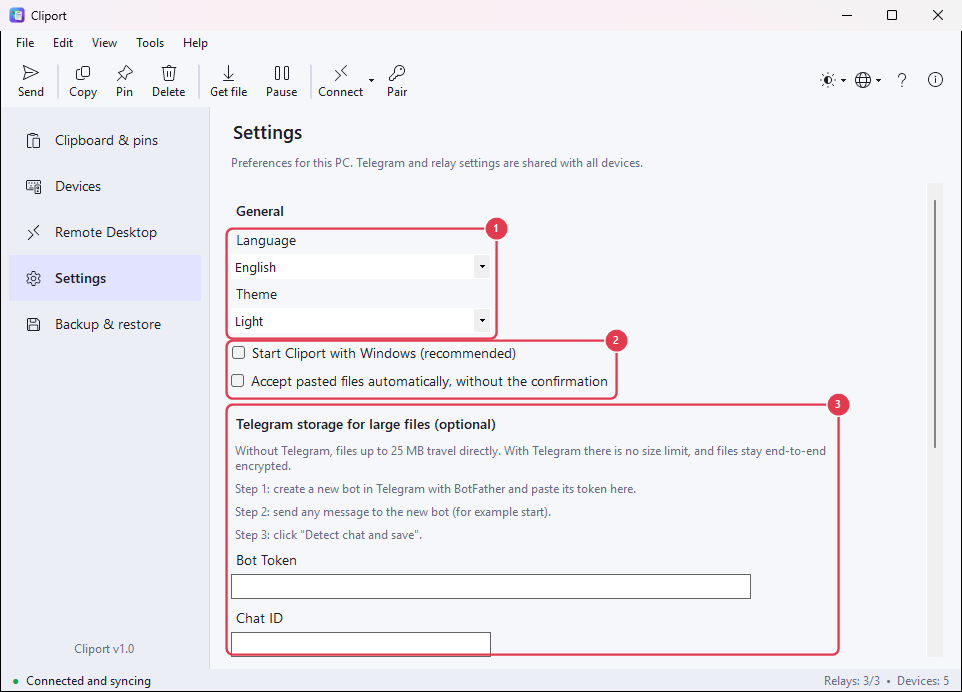 Cliport
File Edit View Tools Help
Send Copy Pin Delete Get file Pause Connect Pair
Clipboard & pins
Devices
Remote Desktop
Settings
Backup & restore
Cliport v1.0
Settings
Preferences for this PC. Telegram and relay settings are shared with all devices.
General
1
Language
English
Theme
Light
2
Start Cliport with Windows (recommended)
Accept pasted files automatically, without the confirmation
3
Telegram storage for large files (optional)
Without Telegram, files up to 25 MB travel directly. With Telegram there is no size limit, and files stay end-to-end
encrypted.
Step 1: create a new bot in Telegram with BotFather and paste its token here.
Step 2: send any message to the new bot (for example start).
Step 3: click "Detect chat and save".
Bot Token
Chat ID
Connected and syncing
Relays: 3/3 • Devices: 5